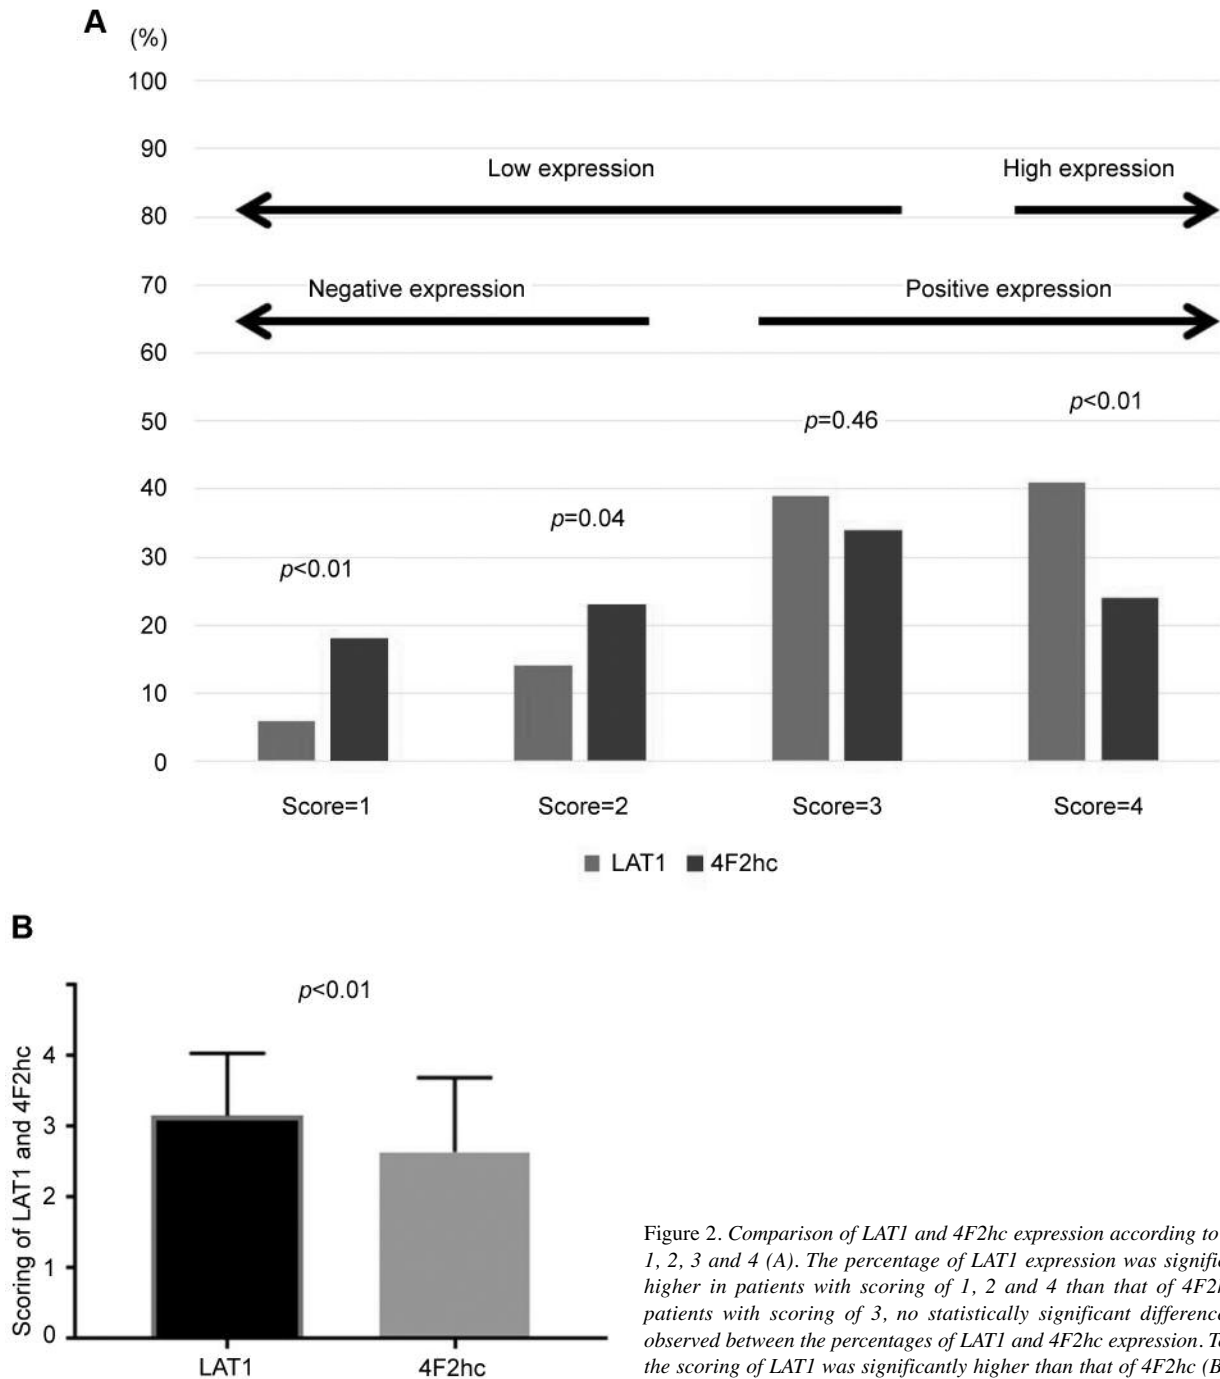 A
(%)
100
90
Low expression
High expression
80
70
Negative expression
Positive expression
60
50
p=0.46
p<0.01
40
p=0.04
30
p<0.01
20
10
0
Score=1
Score=2
Score=3
Score=4
LAT1
4F2hc
B
p<0.01
Scoring of LAT1 and 4F2hc
4
3
2
1
0
LAT1
4F2hc
Figure 2. Comparison of LAT1 and 4F2hc expression according to
1, 2, 3 and 4 (A). The percentage of LAT1 expression was signific
higher in patients with scoring of 1, 2 and 4 than that of 4F2h
patients with scoring of 3, no statistically significant difference
observed between the percentages of LAT1 and 4F2hc expression. To
the scoring of LAT1 was significantly higher than that of 4F2hc (B